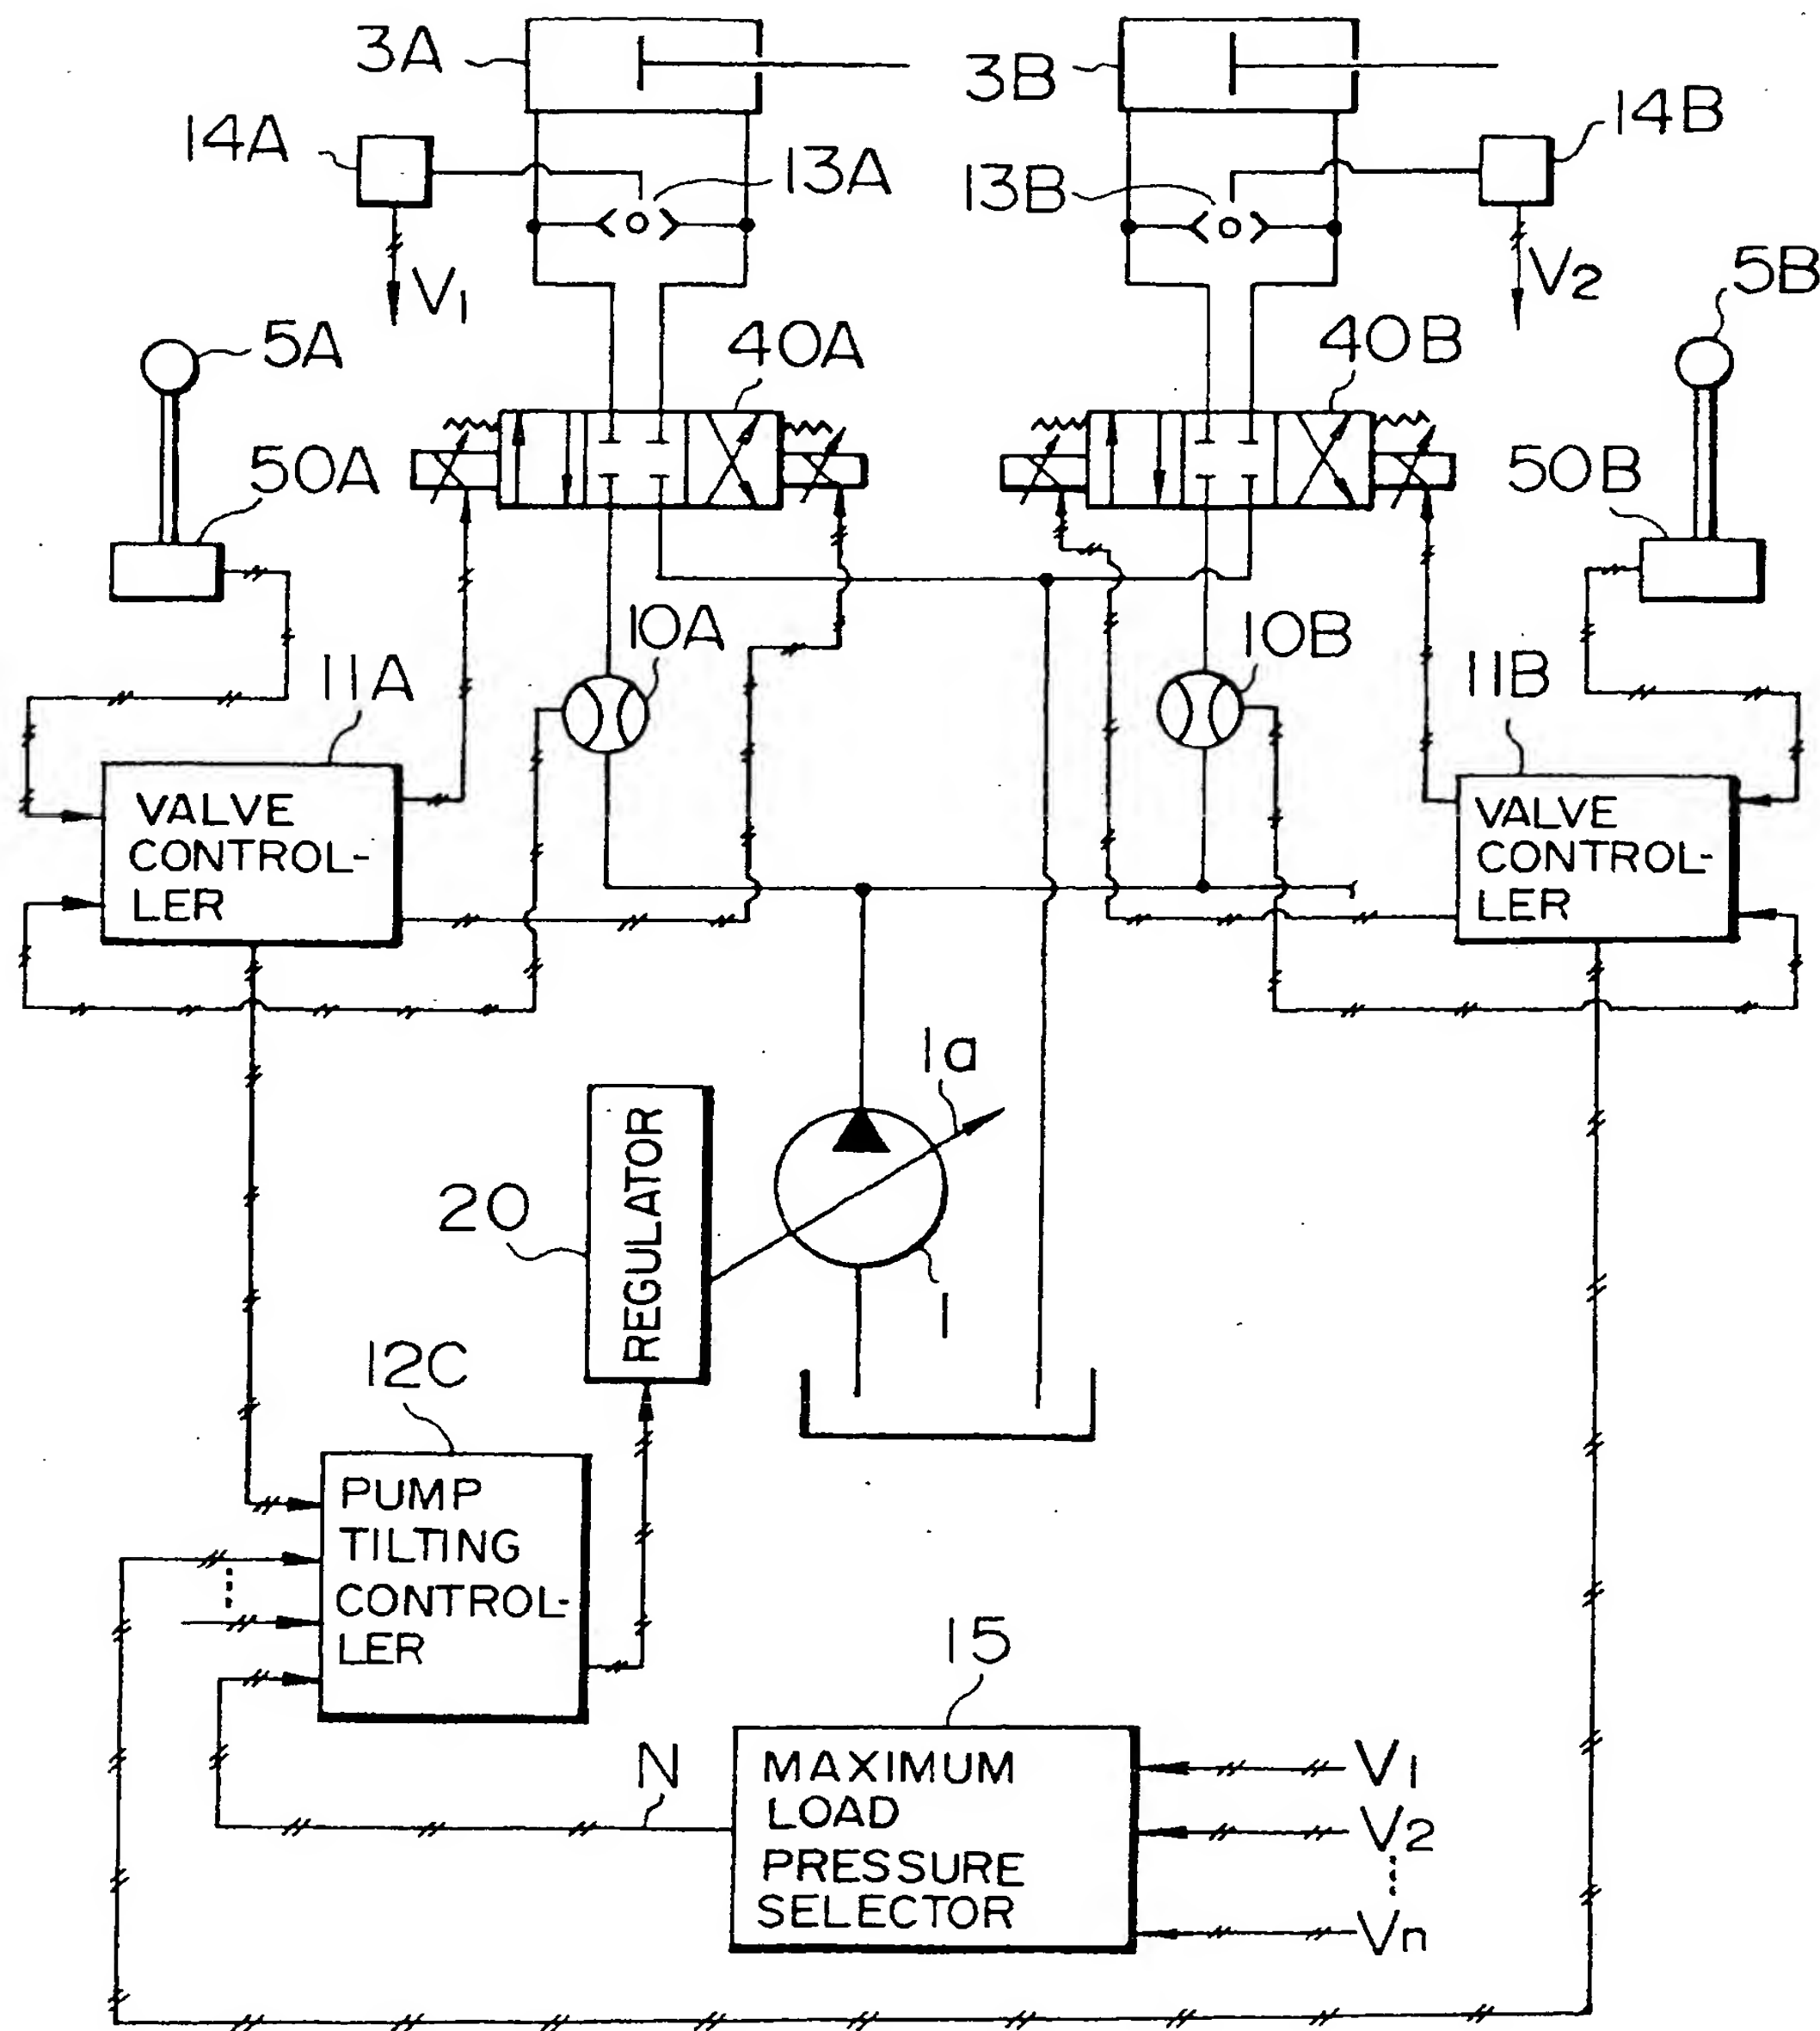 3A
3B
14A
14B
13A
13B
V1
V2
5B
5A
40A
40B
50A
50B
10A
10B
11A
11B
VALVE
CONTROL-
LER
VALVE
CONTROL-
LER
1a
REGULATOR
20
1
12C
PUMP
TILTING
CONTROL-
LER
15
N
MAXIMUM
LOAD
PRESSURE
SELECTOR
V1
V2
Vn